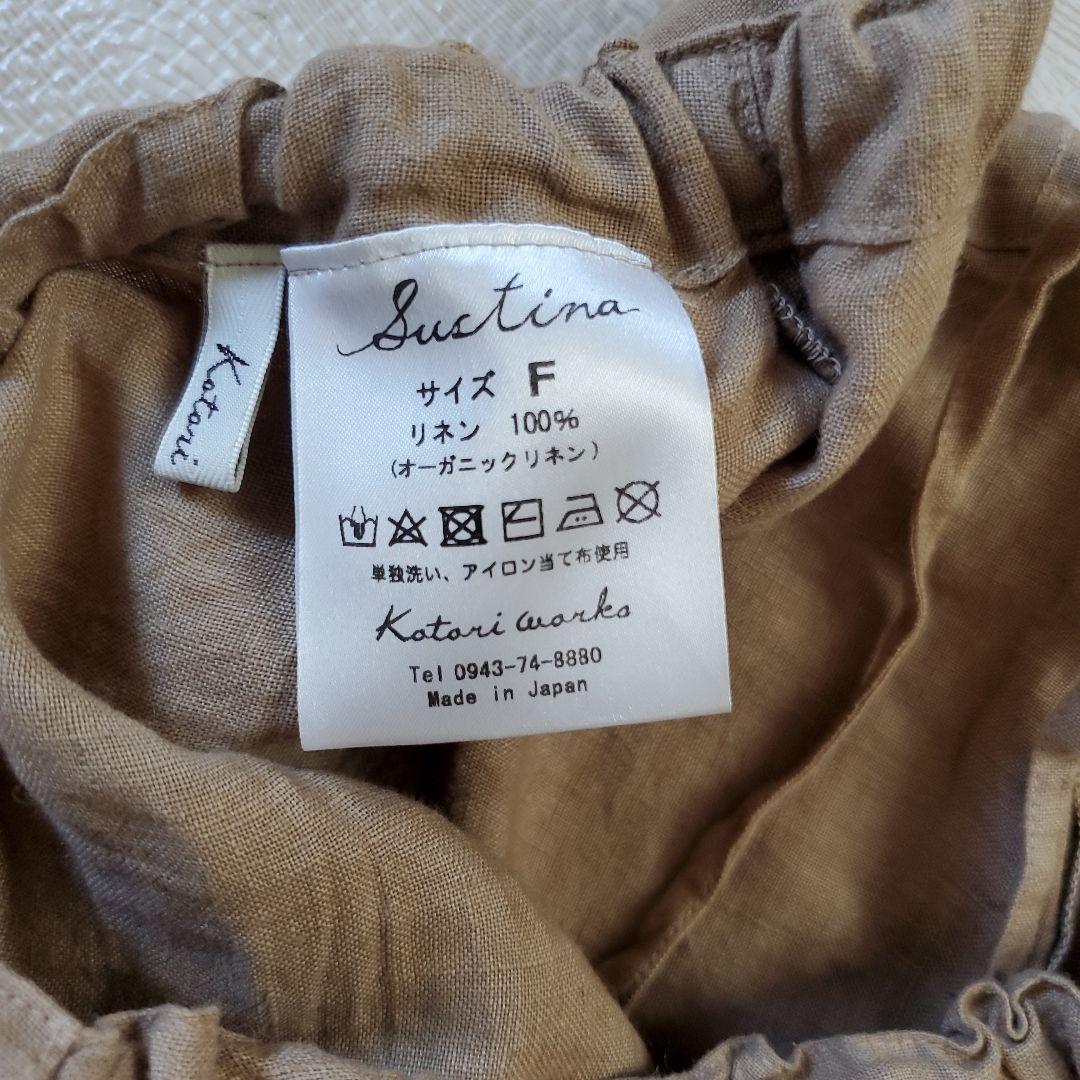 Kotori
Sustina
サイズ F
リネン 100%
(オーガニックリネン)
単独洗い、アイロン当て布使用
Kotori works
Tel 0943-74-8880
Made in Japan